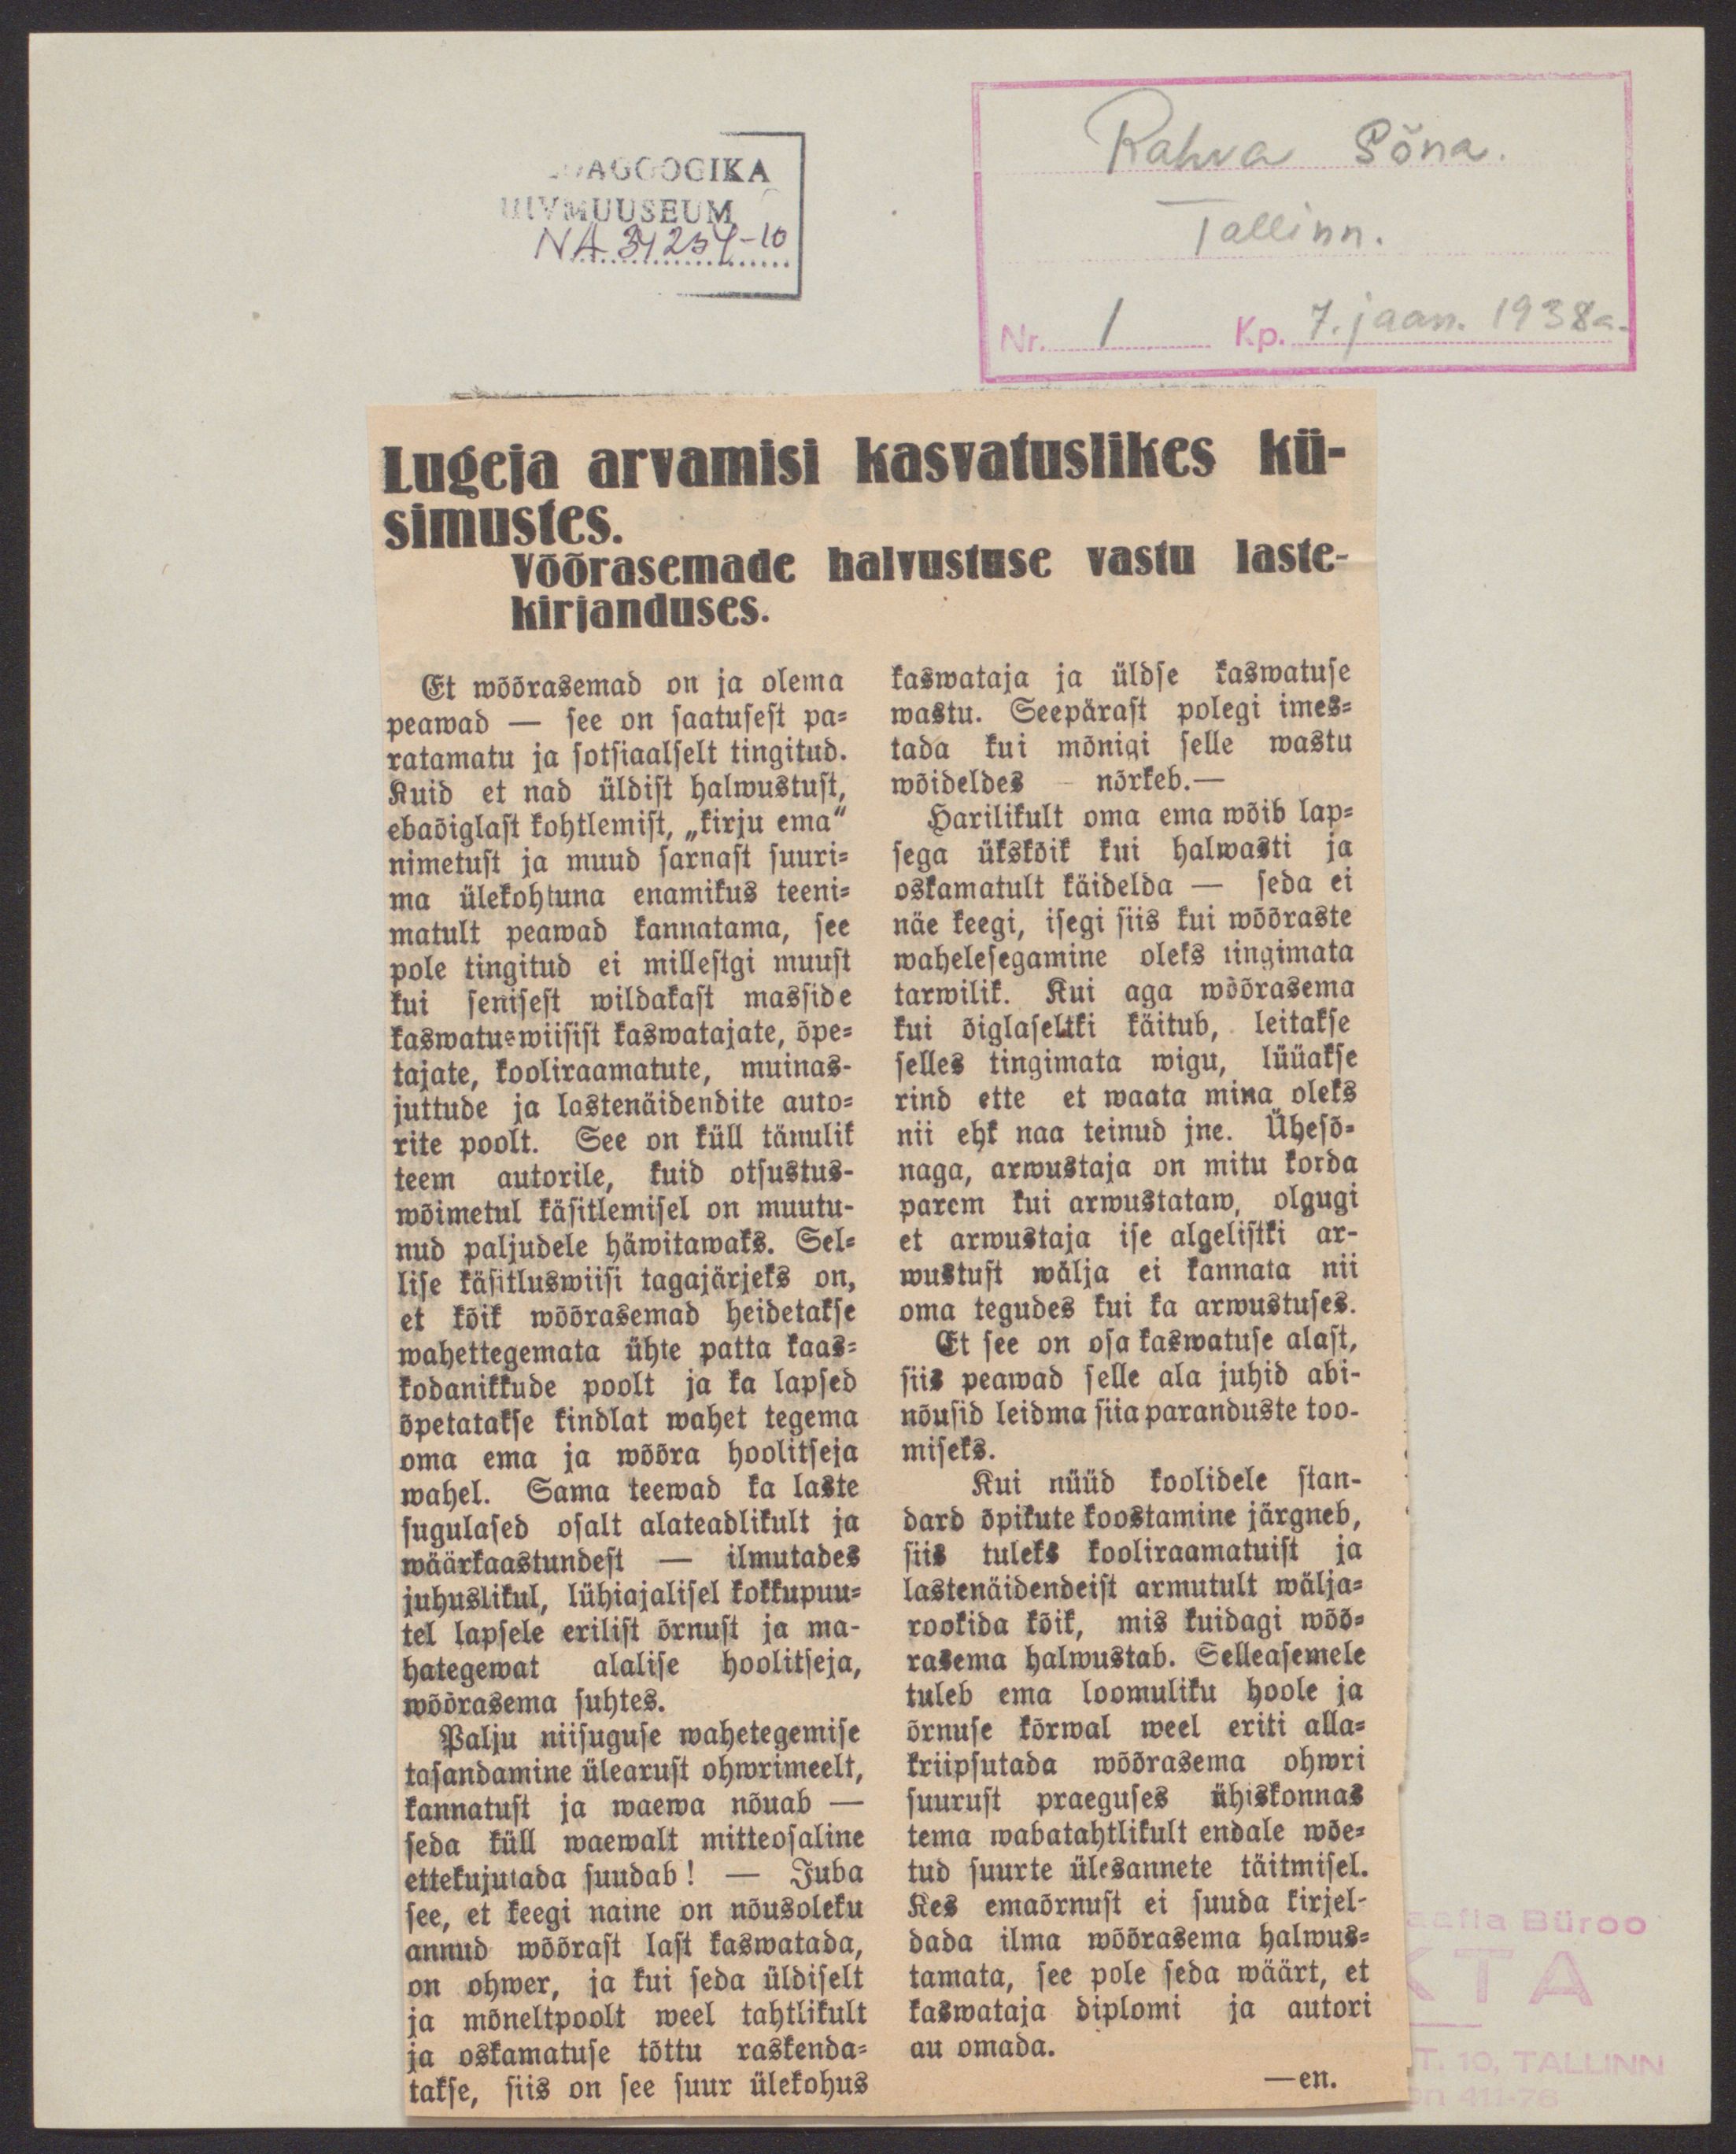 MUUSEUM
NA 31254-10
Rahva Sõna.
Tallinn.
Nr. 1 Kp. 7. jaan. 1938a.
Lugeja arvamisi kasvatuslikes kü-
simustes.
Võõrasemade halvustuse vastu laste-
kirjanduses.
Et wõõrasemad on ja olema
peawad — see on saatusest pa-
ratamatu ja sotsiaalselt tingitud.
Kuid et nad üldist halwustust,
ebaõiglast kohtlemist, „kirju ema“
nimetust ja muud sarnast suuri-
ma ülekohtuna enamikus teeni-
matult peawad kannatama, see
pole tingitud ei millestgi muust
kui senisest wildakast masside
kaswatuswiisist kaswatajate, õpe-
tajate, kooliraamatute, muinas-
juttude ja lastenäidendite auto-
rite poolt. See on küll tänulik
teem autorile, kuid otsustus-
wõimetul käsitlemisel on muutu-
nud paljudele häwitawaks. Sel-
lise käsitluswiisi tagajärjeks on,
et kõik wõõrasemad heidetakse
wahettegemata ühte patta kaas-
kodanikkude poolt ja ka lapsed
õpetatakse kindlat wahet tegema
oma ema ja wõõra hoolitseja
wahel. Sama teewad ka laste
sugulased osalt alateadlikult ja
wäärkaastundest — ilmutades
juhuslikul, lühiajalisel kokkupuu-
tel lapsele erilist õrnust ja ma-
hategewat alalise hoolitseja,
wõõrasema suhtes.
Palju niisuguse wahetegemise
tasandamine ülearust ohwrimeelt,
kannatust ja waewa nõuab —
seda küll waewalt mitteosaline
ettekujutada suudab! — Juba
see, et keegi naine on nõusoleku
annud wõõrast last kaswatada,
on ohwer, ja kui seda üldiselt
ja mõneltpoolt weel tahtlikult
ja oskamatuse tõttu raskenda-
takse, siis on see suur ülekohus
kaswataja ja üldse kaswatuse
wastu. Seepärast polegi imes-
tada kui mõnigi selle wastu
wõideldes – nõrkeb.—
Harilikult oma ema wõib lap-
sega ükskõik kui halwasti ja
oskamatult käidelda — seda ei
näe keegi, isegi siis kui wõõraste
wahelesegamine oleks tingimata
tarwilik. Kui aga wõõrasema
kui õiglaseltki käitub, leitakse
selles tingimata wigu, lüüakse
rind ette et waata mina oleks
nii ehk naa teinud jne. Ühesõ-
naga, arwustaja on mitu korda
parem kui arwustataw, olgugi
et arwustaja ise algelistki ar-
wustust wälja ei kannata nii
oma tegudes kui ka arwustuses.
Et see on osa kaswatuse alast,
siis peawad selle ala juhid abi-
nõusid leidma siia paranduste too-
miseks.
Kui nüüd koolidele stan-
dard õpikute koostamine järgneb,
siis tuleks kooliraamatuist ja
lastenäidendeist armutult wälja-
rookida kõik, mis kuidagi wõõ-
rasema halwustab. Selleasemele
tuleb ema loomuliku hoole ja
õrnuse kõrwal weel eriti alla-
kriipsutada wõõrasema ohwri
suurust praeguses ühiskonnas
tema wabatahtlikult endale wõe-
tud suurte ülesannete täitmisel.
Kes emaõrnust ei suuda kirjel-
dada ilma wõõrasema halwus-
tamata, see pole seda wäärt, et
kaswataja diplomi ja autori
au omada.
—en.
Büroo
KTA
T. 10, TALLINN
411-76